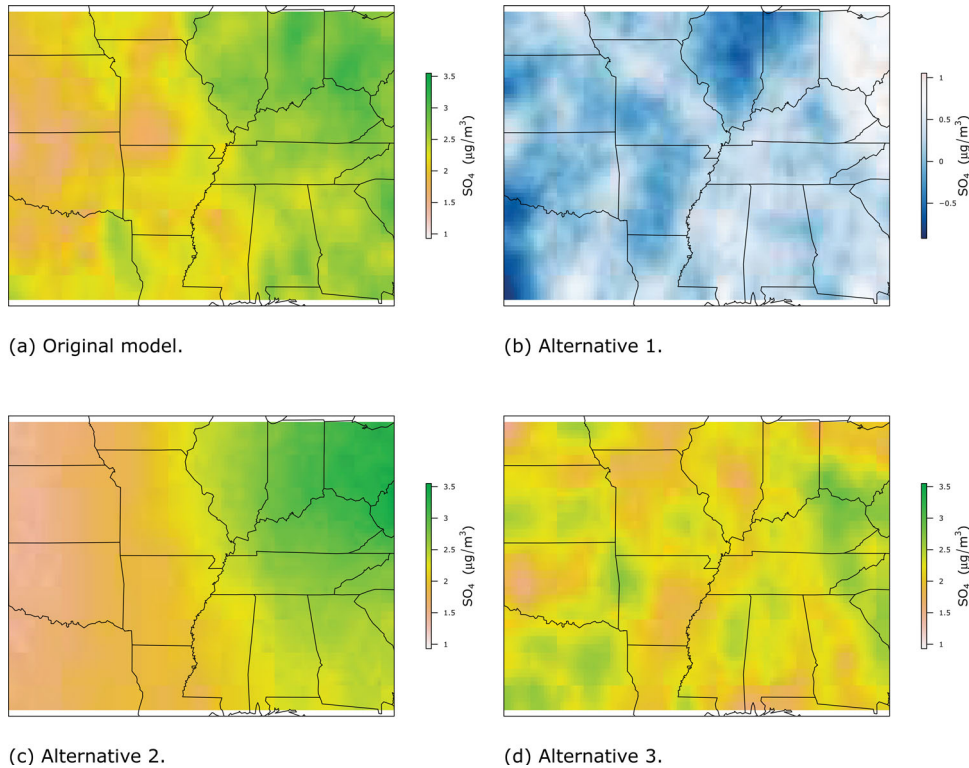 3.5
3
2.5
2
1.5
1
SO₄ (μg/m³)
(a) Original model.
1
0.5
0
−0.5
SO₄ (μg/m³)
(b) Alternative 1.
3.5
3
2.5
2
1.5
1
SO₄ (μg/m³)
(c) Alternative 2.
3.5
3
2.5
2
1.5
1
SO₄ (μg/m³)
(d) Alternative 3.